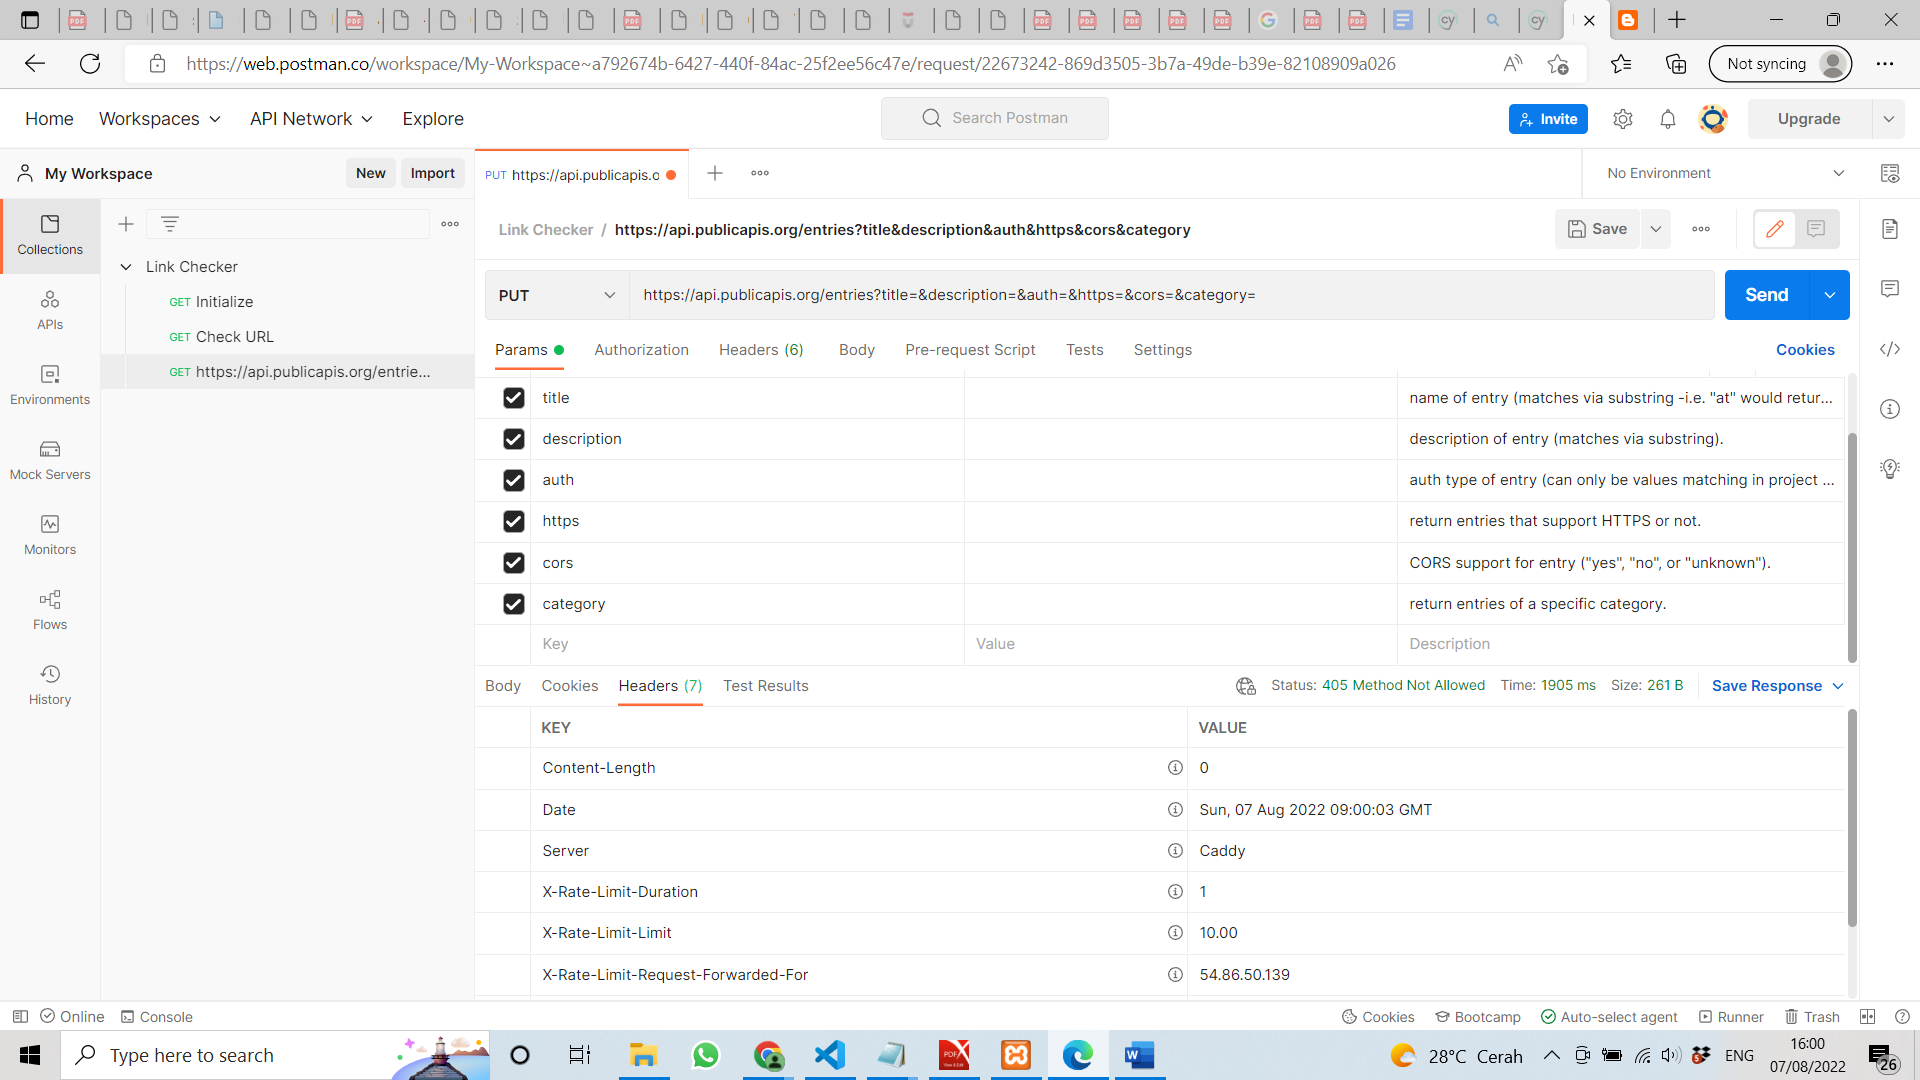 https://web.postman.co/workspace/My-Workspace~a792674b-6427-440f-84ac-25f2ee56c47e/request/22673242-869d3505-3b7a-49de-b39e-82108909a026
Not syncing
Home
Workspaces
API Network
Explore
Search Postman
Invite
Upgrade
My Workspace
New
Import
PUT https://api.publicapis.o
No Environment
Collections
APIs
Environments
Mock Servers
Monitors
Flows
History
Link Checker
GET Initialize
GET Check URL
GET https://api.publicapis.org/entrie...
Link Checker / https://api.publicapis.org/entries?title&description&auth&https&cors&category
Save
PUT
https://api.publicapis.org/entries?title=&description=&auth=&https=&cors=&category=
Send
Params
Authorization
Headers (6)
Body
Pre-request Script
Tests
Settings
Cookies
title
name of entry (matches via substring -i.e. "at" would retur...
description
description of entry (matches via substring).
auth
auth type of entry (can only be values matching in project ...
https
return entries that support HTTPS or not.
cors
CORS support for entry ("yes", "no", or "unknown").
category
return entries of a specific category.
Key
Value
Description
Body
Cookies
Headers (7)
Test Results
Status: 405 Method Not Allowed
Time: 1905 ms
Size: 261 B
Save Response
KEY
VALUE
Content-Length
0
Date
Sun, 07 Aug 2022 09:00:03 GMT
Server
Caddy
X-Rate-Limit-Duration
1
X-Rate-Limit-Limit
10.00
X-Rate-Limit-Request-Forwarded-For
54.86.50.139
Online
Console
Cookies
Bootcamp
Auto-select agent
Runner
Trash
Type here to search
28°C Cerah
ENG
16:00
07/08/2022
26